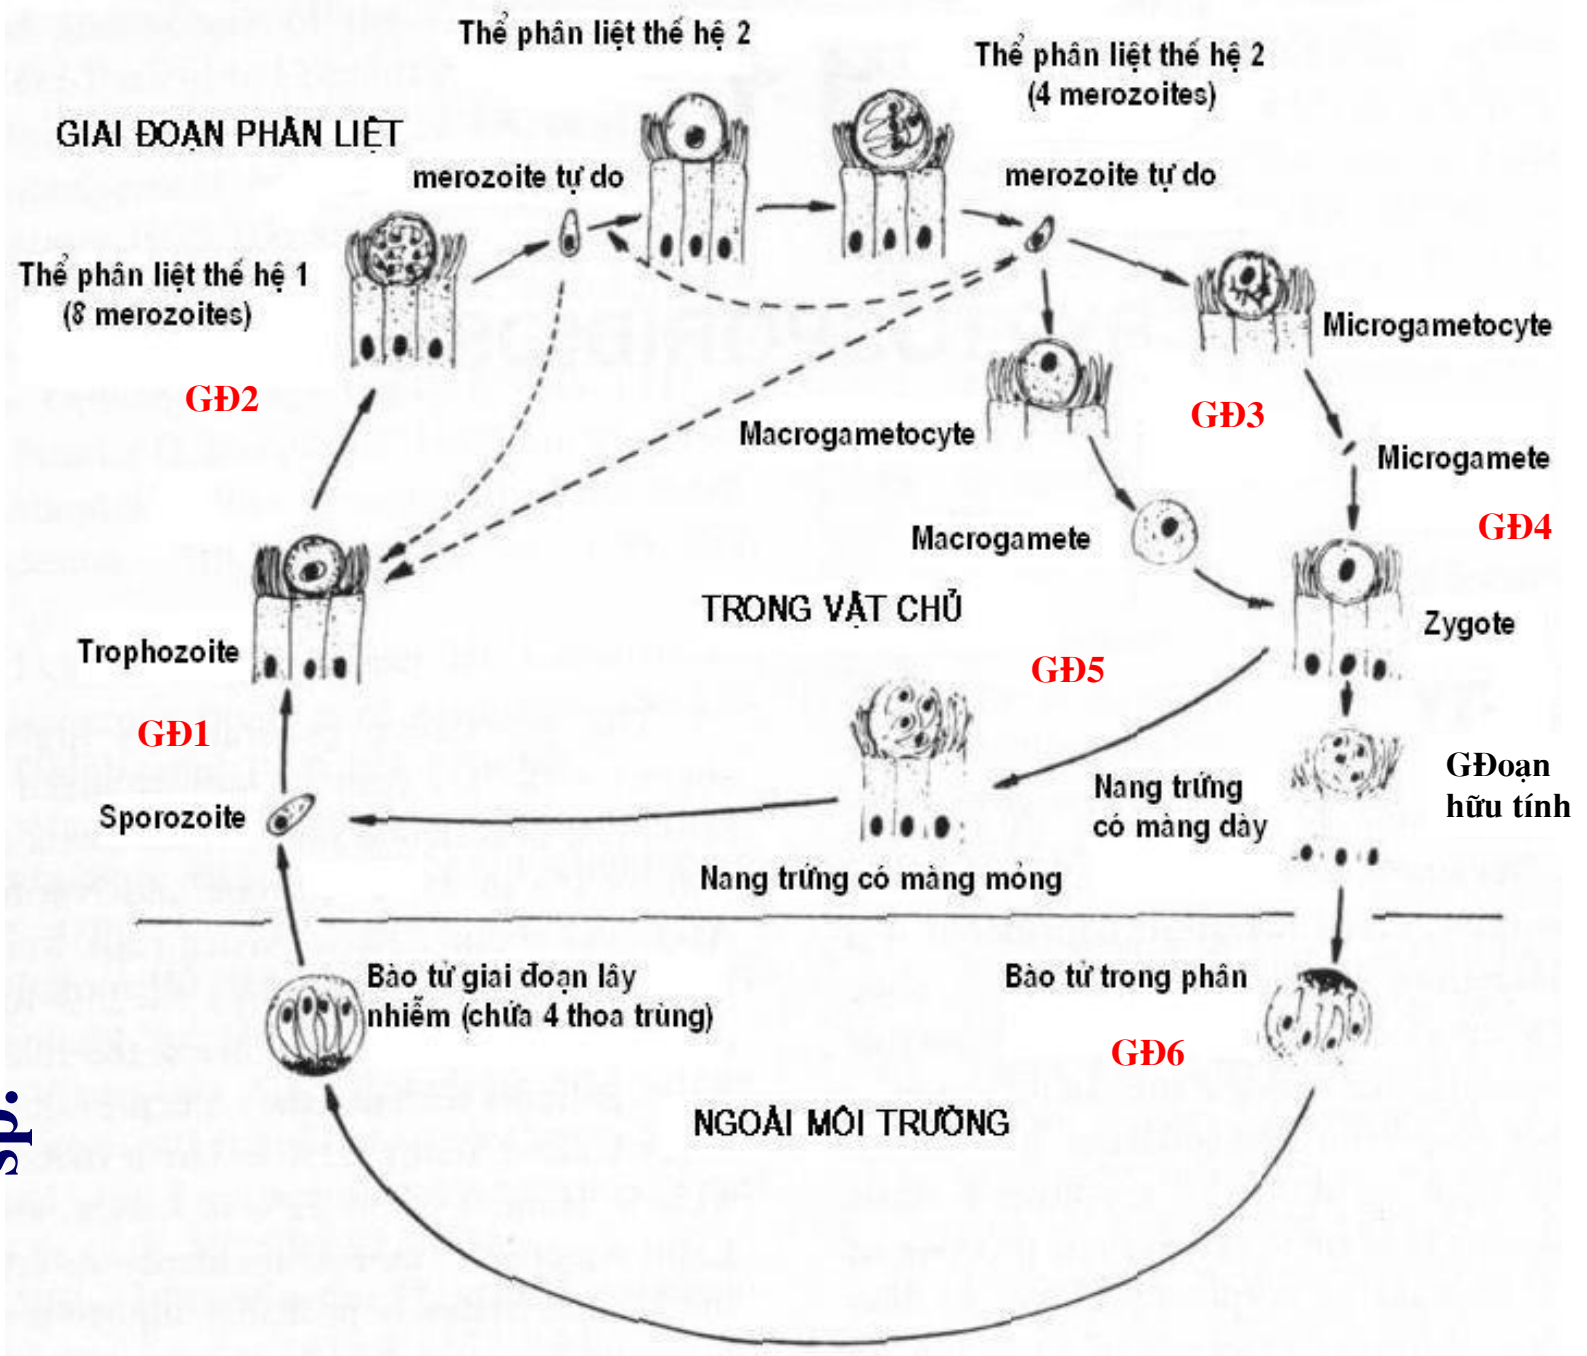 Thể phân liệt thế hệ 2
Thể phân liệt thế hệ 2
(4 merozoites)
GIAI ĐOẠN PHÂN LIỆT
merozoite tự do
merozoite tự do
Thể phân liệt thế hệ 1
(8 merozoites)
Microgametocyte
GĐ2
GĐ3
Macrogametocyte
Microgamete
GĐ4
Macrogamete
TRONG VẬT CHỦ
Zygote
Trophozoite
GĐ5
GĐ1
GĐoạn
hữu tính
Nang trứng
có màng dày
Sporozoite
Nang trứng có màng mỏng
Bào tử giai đoạn lây
nhiễm (chứa 4 thoa trùng)
Bào tử trong phân
GĐ6
NGOÀI MÔI TRƯỜNG
sp.